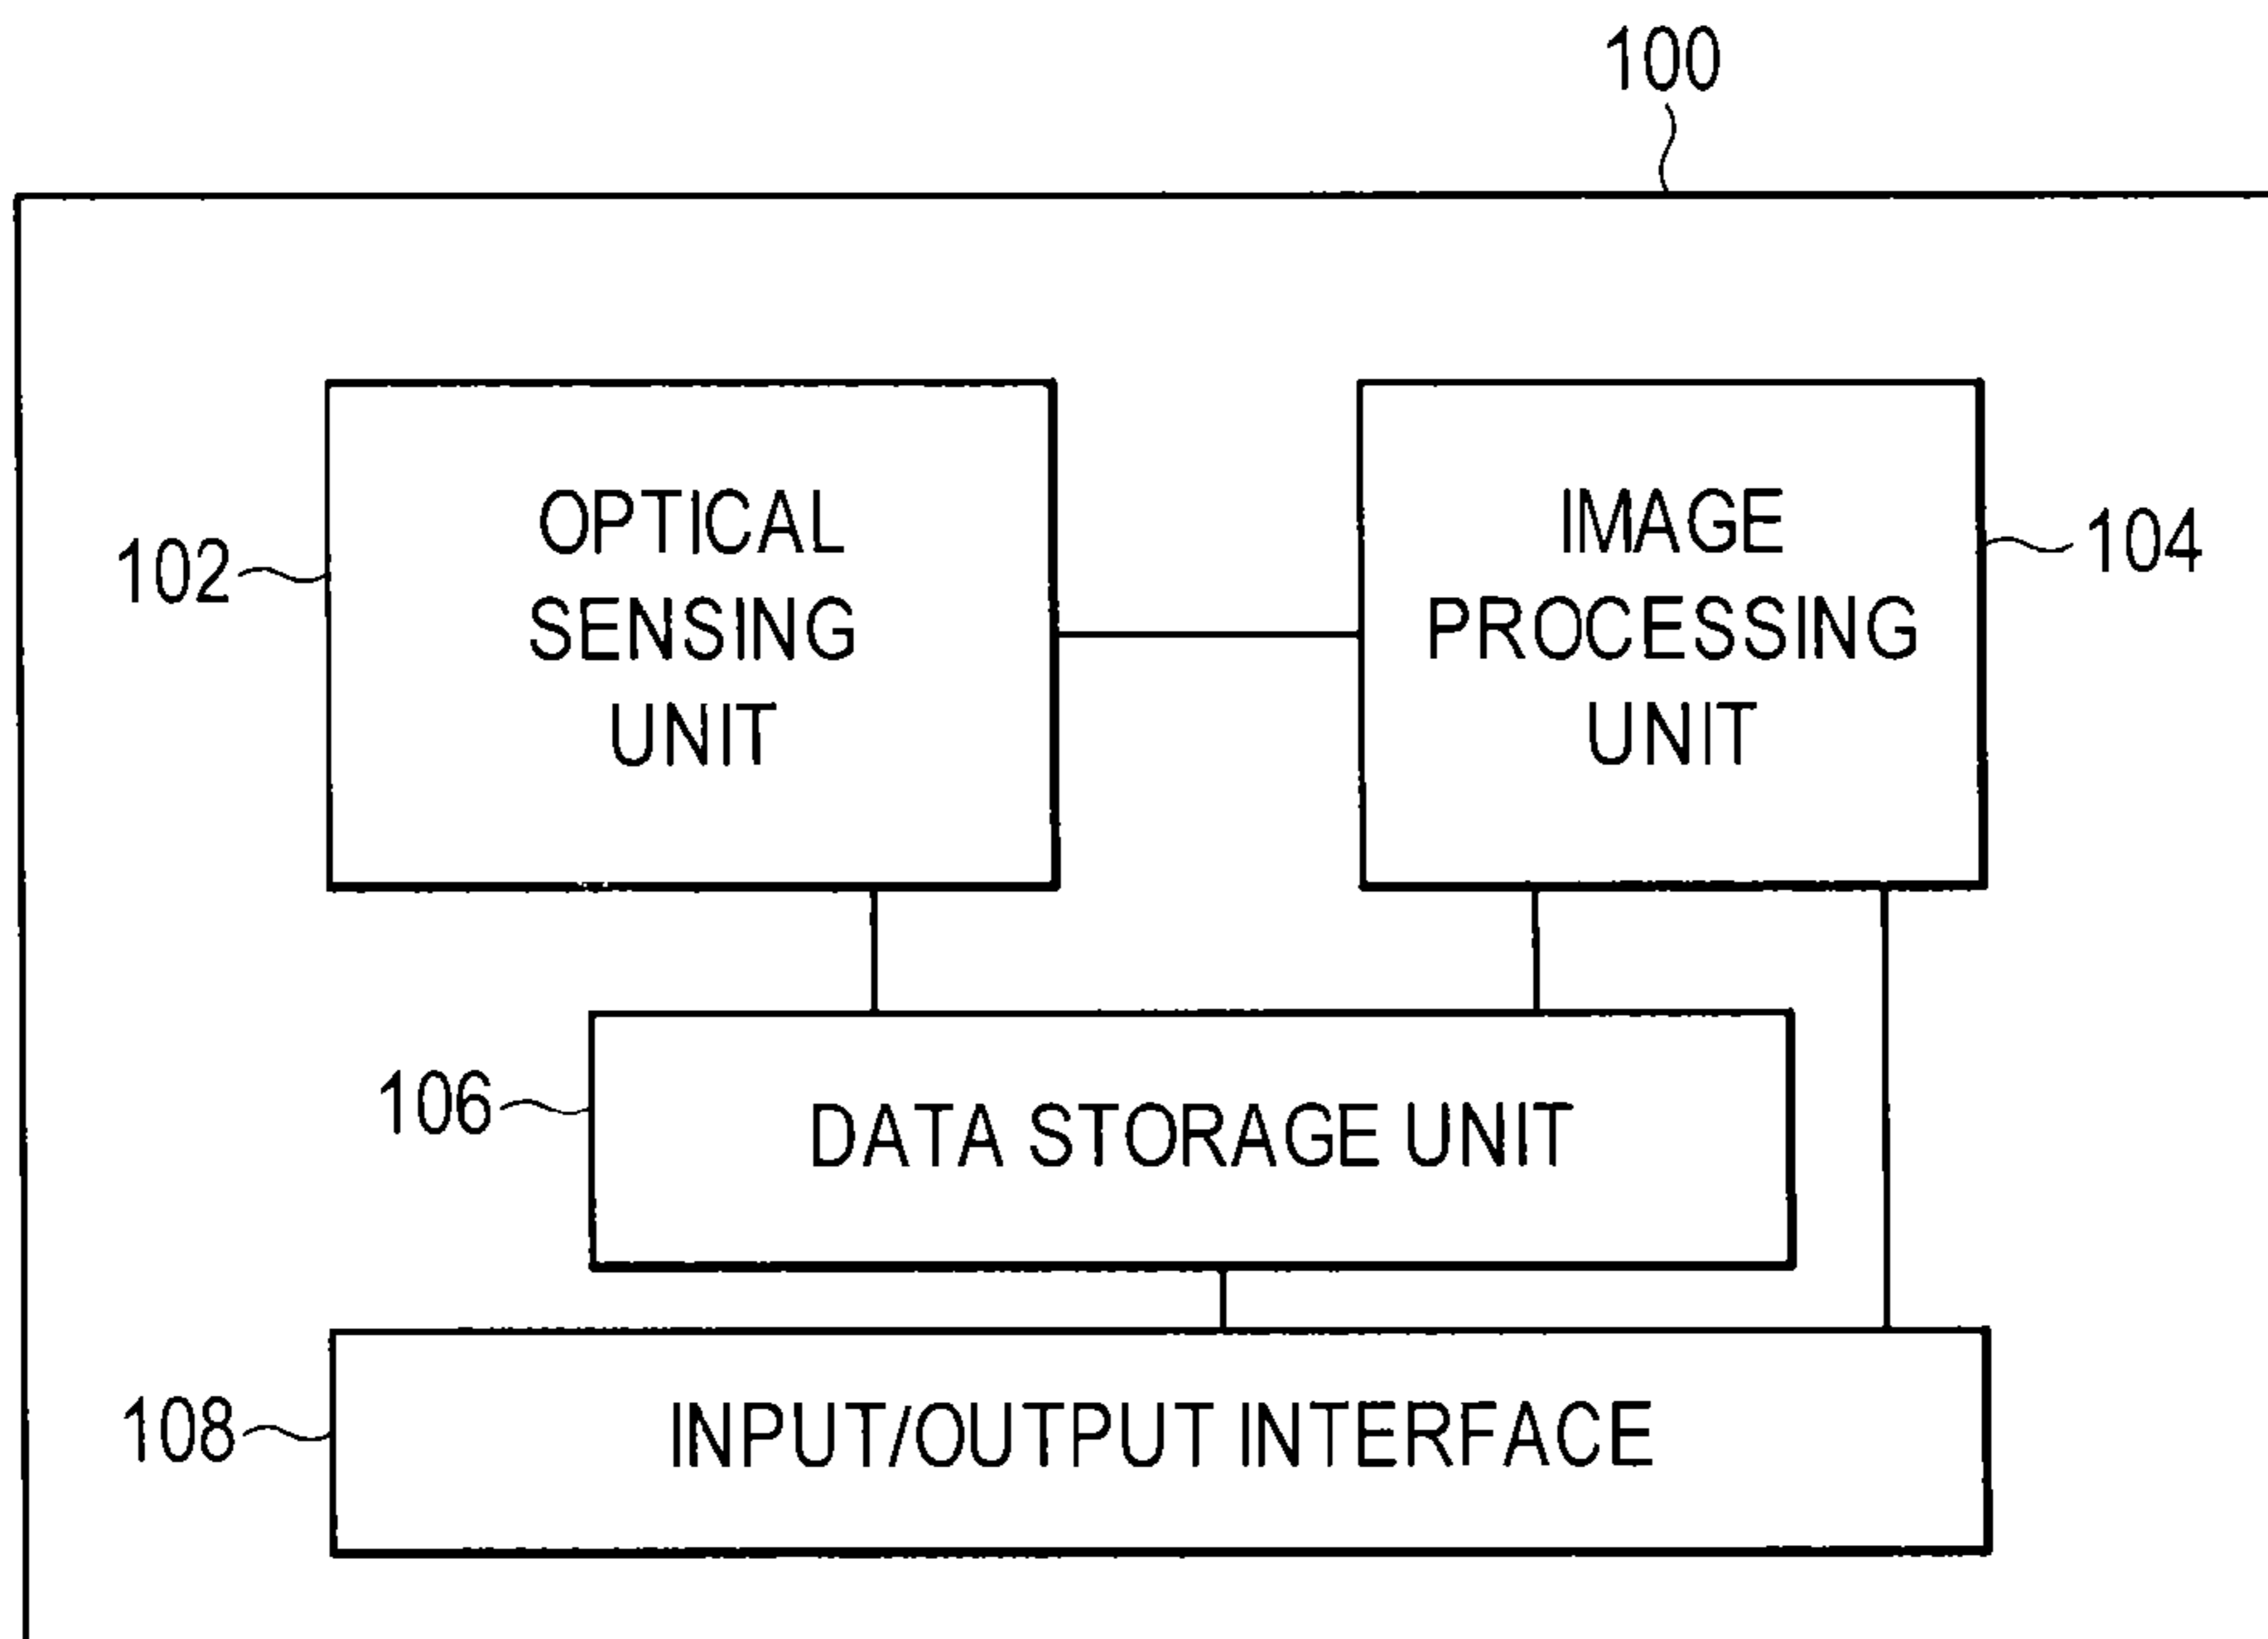 100
OPTICAL
SENSING
UNIT
102
IMAGE
PROCESSING
UNIT
104
106
DATA STORAGE UNIT
108
INPUT/OUTPUT INTERFACE